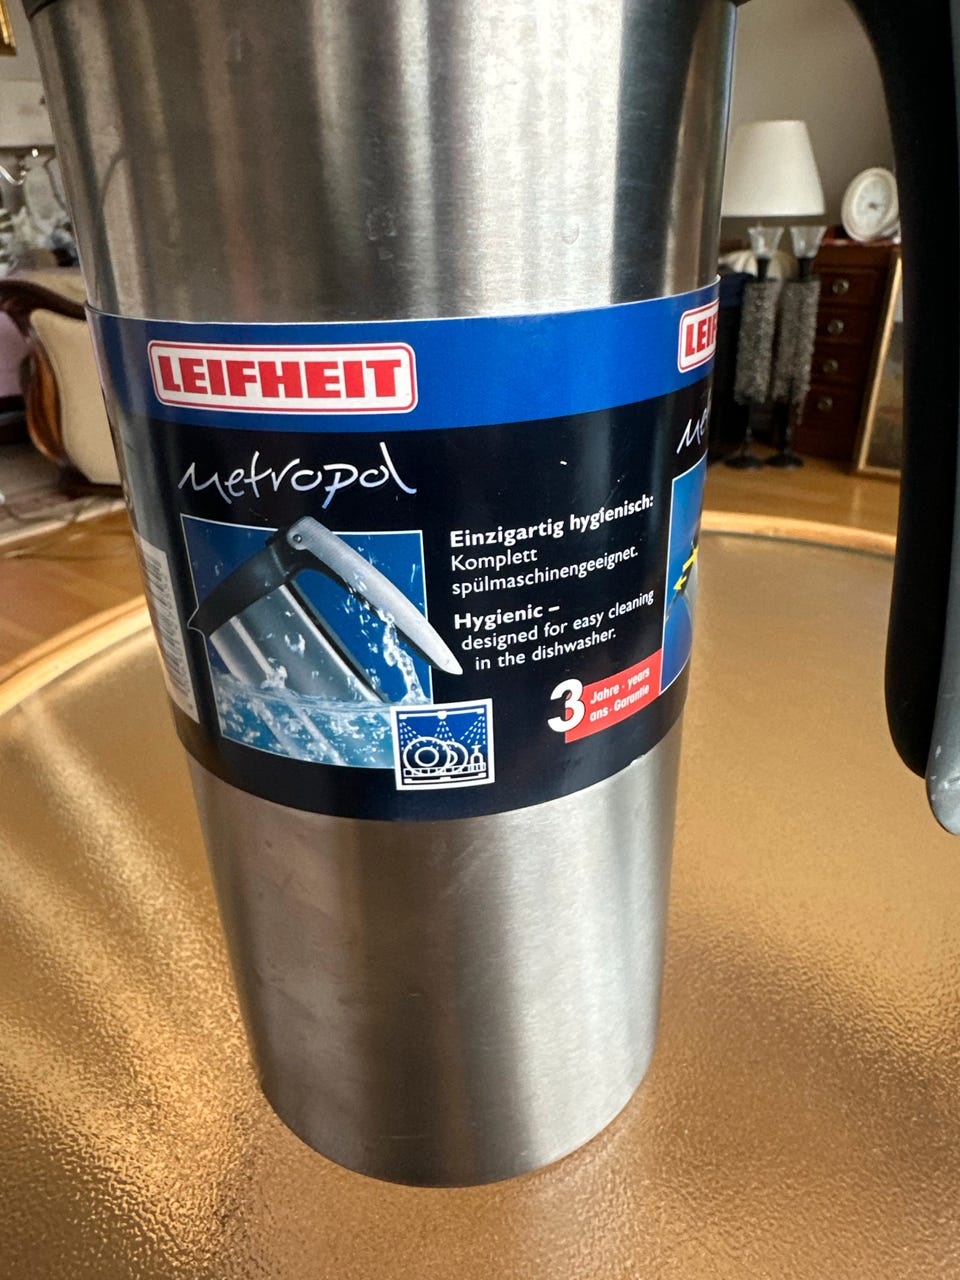 LEIFHEIT
Metropol
Einzigartig hygienisch:
Komplett
spülmaschinengeeignet.
Hygienic –
designed for easy cleaning
in the dishwasher.
3 Jahre · years
ans · Garantie